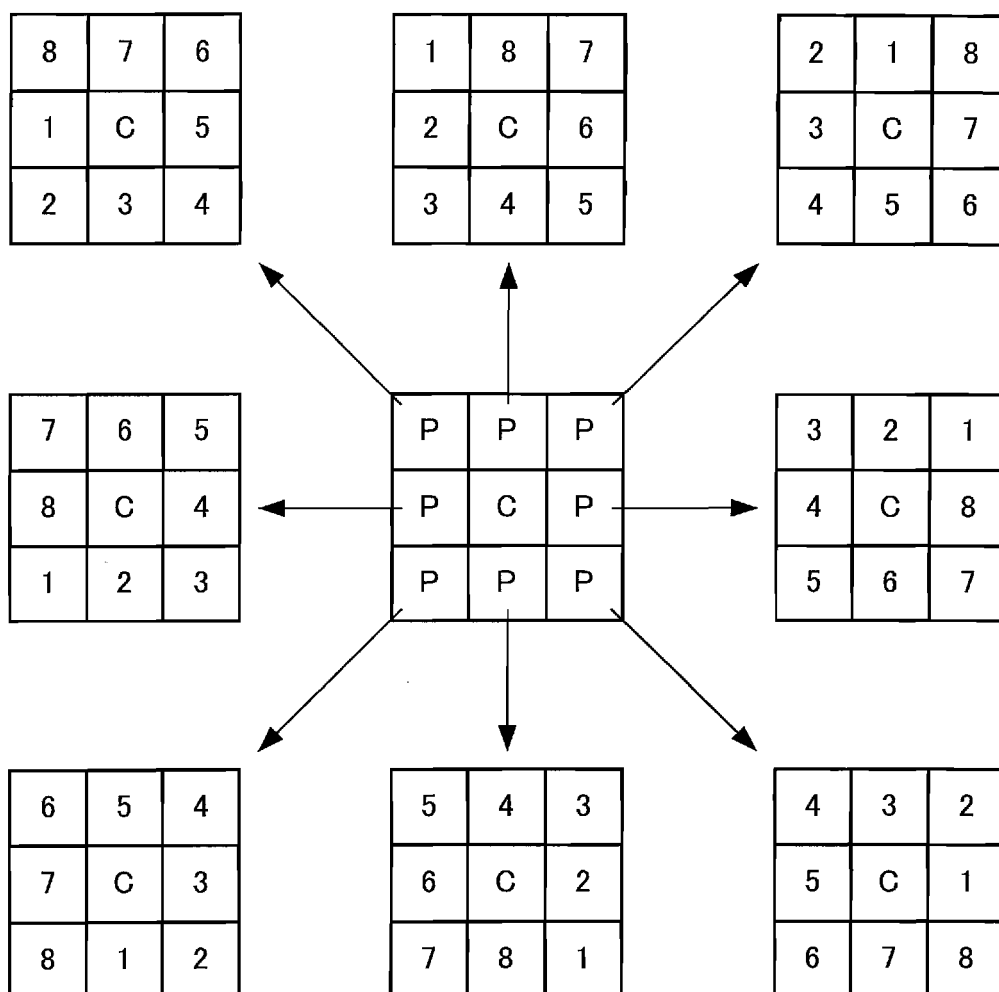 8 7 6 1 8 7 2 1 8
1 C 5 2 C 6 3 C 7
2 3 4 3 4 5 4 5 6
7 6 5 P P P 3 2 1
8 C 4 P C P 4 C 8
1 2 3 P P P 5 6 7
6 5 4 5 4 3 4 3 2
7 C 3 6 C 2 5 C 1
8 1 2 7 8 1 6 7 8